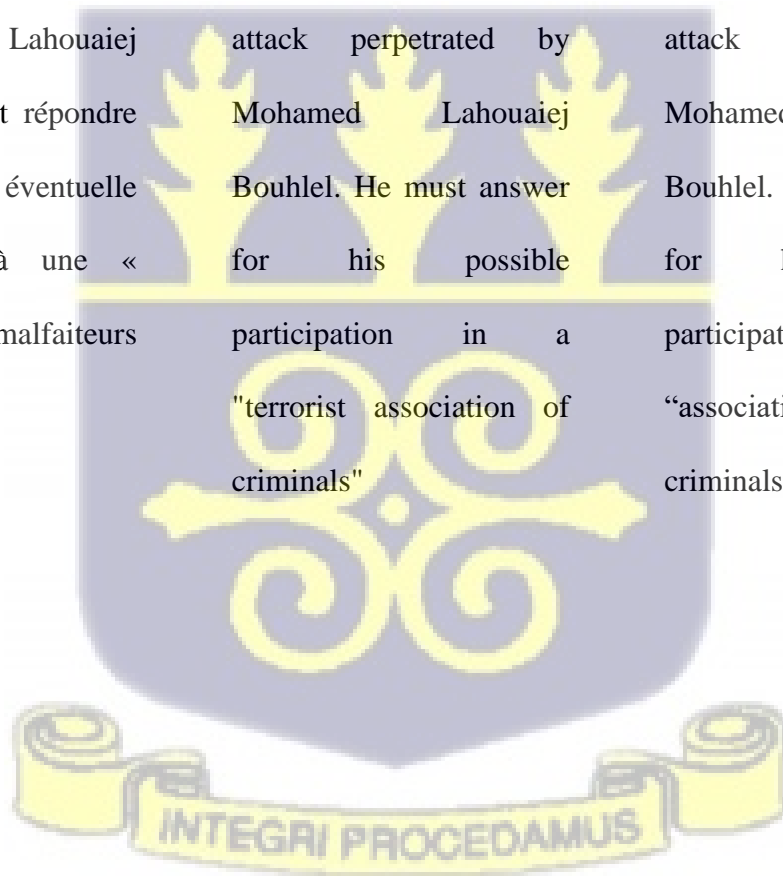 Lahouaiej
t répondre
éventuelle
à une «
malfaiteurs
attack perpetrated by
Mohamed Lahouaiej
Bouhlel. He must answer
for his possible
participation in a
"terrorist association of
criminals"
attack
Mohamed
Bouhlel.
for
participat
“associati
criminals
INTEGRI PROCEDAMUS